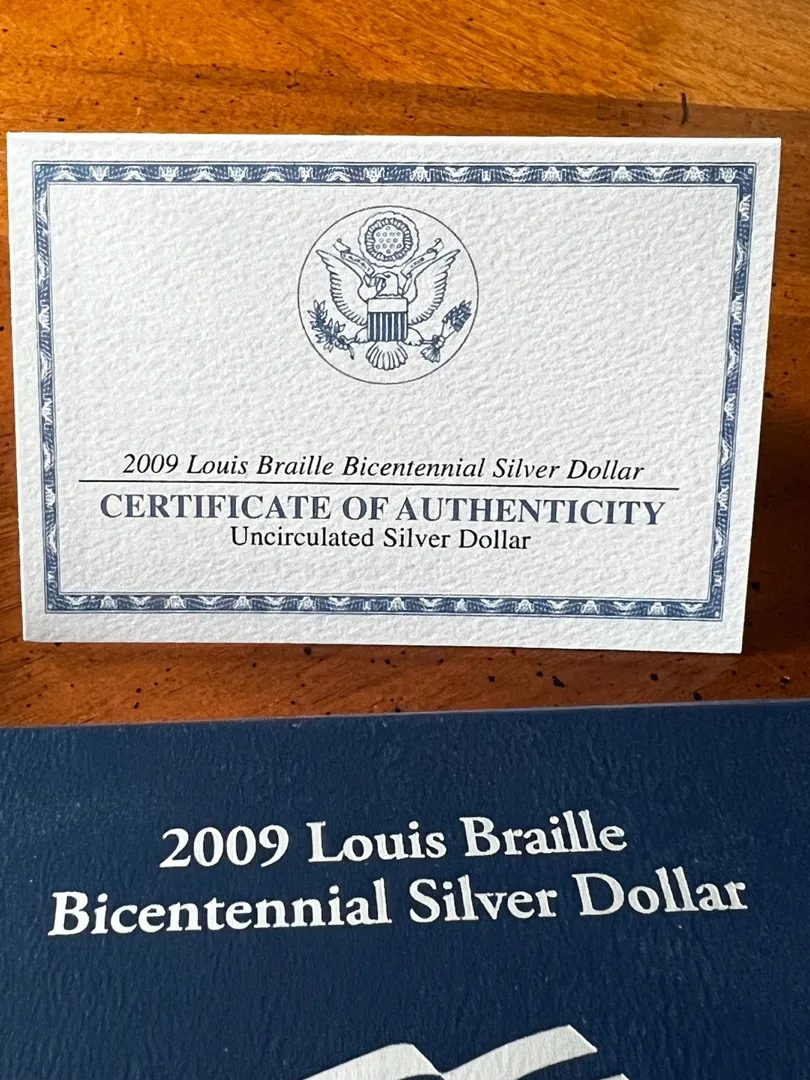 2009 Louis Braille Bicentennial Silver Dollar
CERTIFICATE OF AUTHENTICITY
Uncirculated Silver Dollar
2009 Louis Braille
Bicentennial Silver Dollar